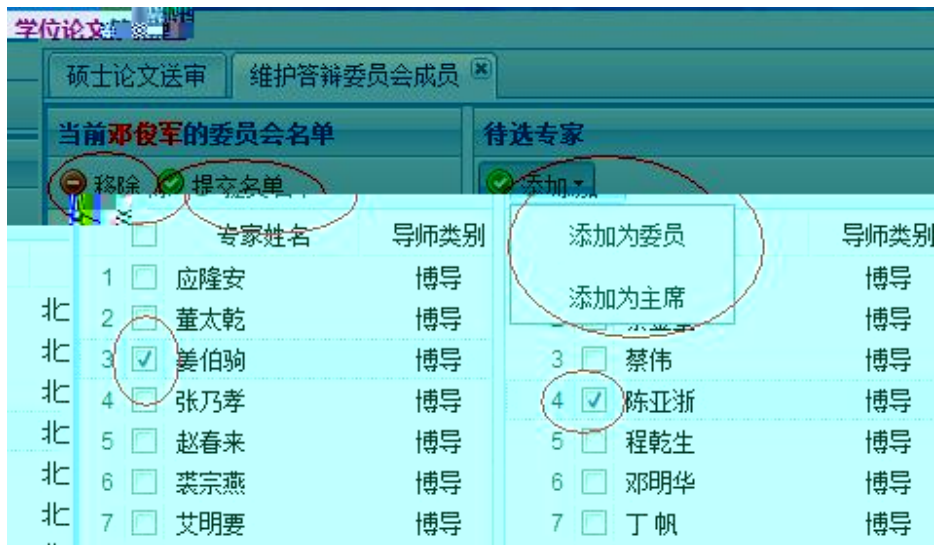 学位论文
硕士论文送审 维护答辩委员会成员
当前邓俊军的委员会名单 待选专家
移除 提交名单 添加
专家姓名 导师类别 添加为委员 导师类别
1 应隆安 博导 博导
添加为主席
北 2 董太乾 博导 博导
北 3 姜伯驹 博导 3 蔡伟 博导
北 4 张乃孝 博导 4 陈亚浙 博导
北 5 赵春来 博导 5 程乾生 博导
北 6 裘宗燕 博导 6 邓明华 博导
北 7 艾明要 博导 7 丁帆 博导